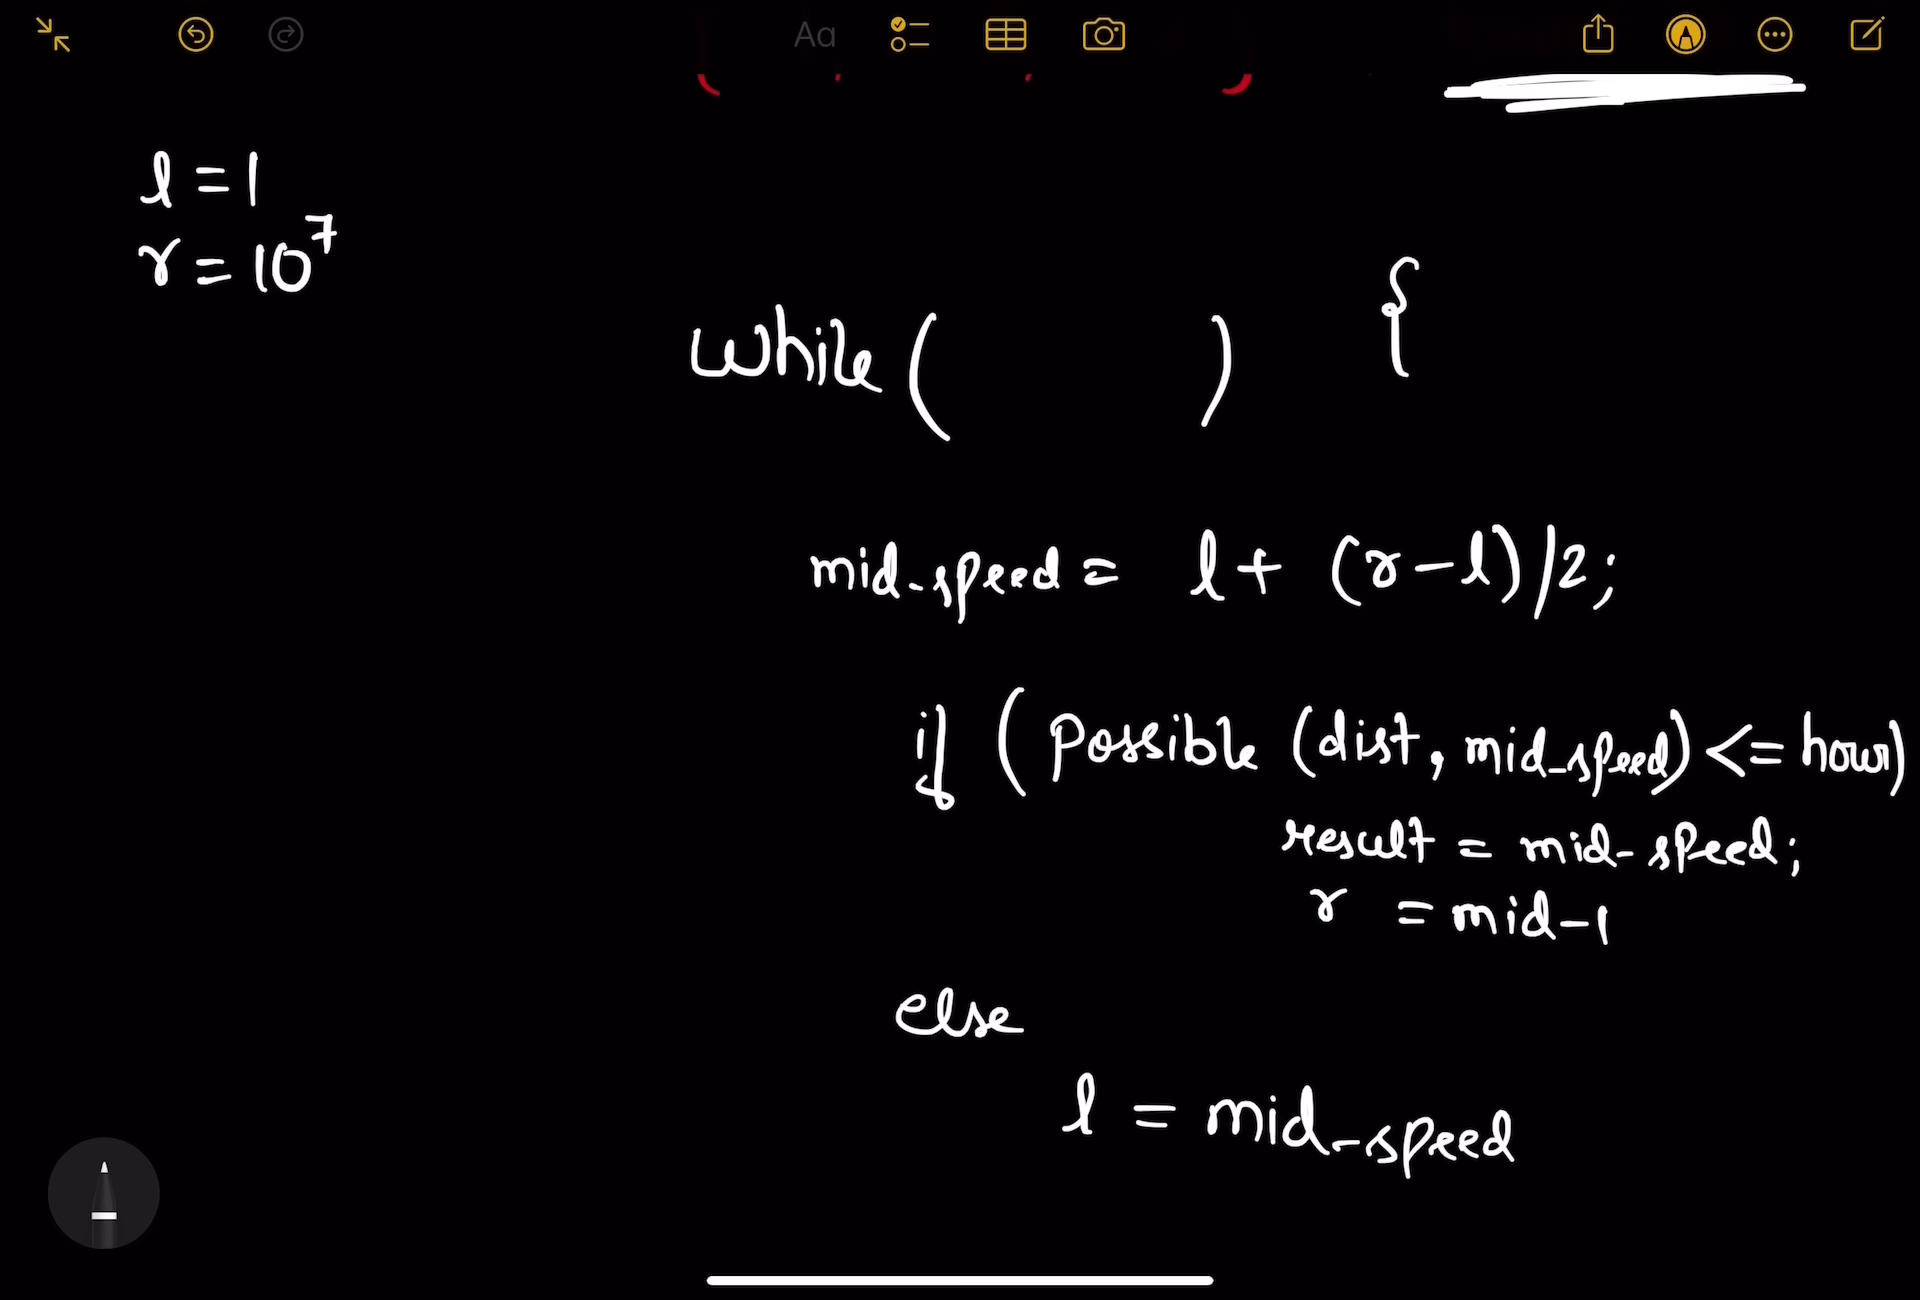 Aa
l = 1
r = 10^7
while ( ) {
mid_speed = l + (r-l)/2;
if ( possible (dist, mid_speed) <= hour)
result = mid_speed;
r = mid-1
else
l = mid_speed